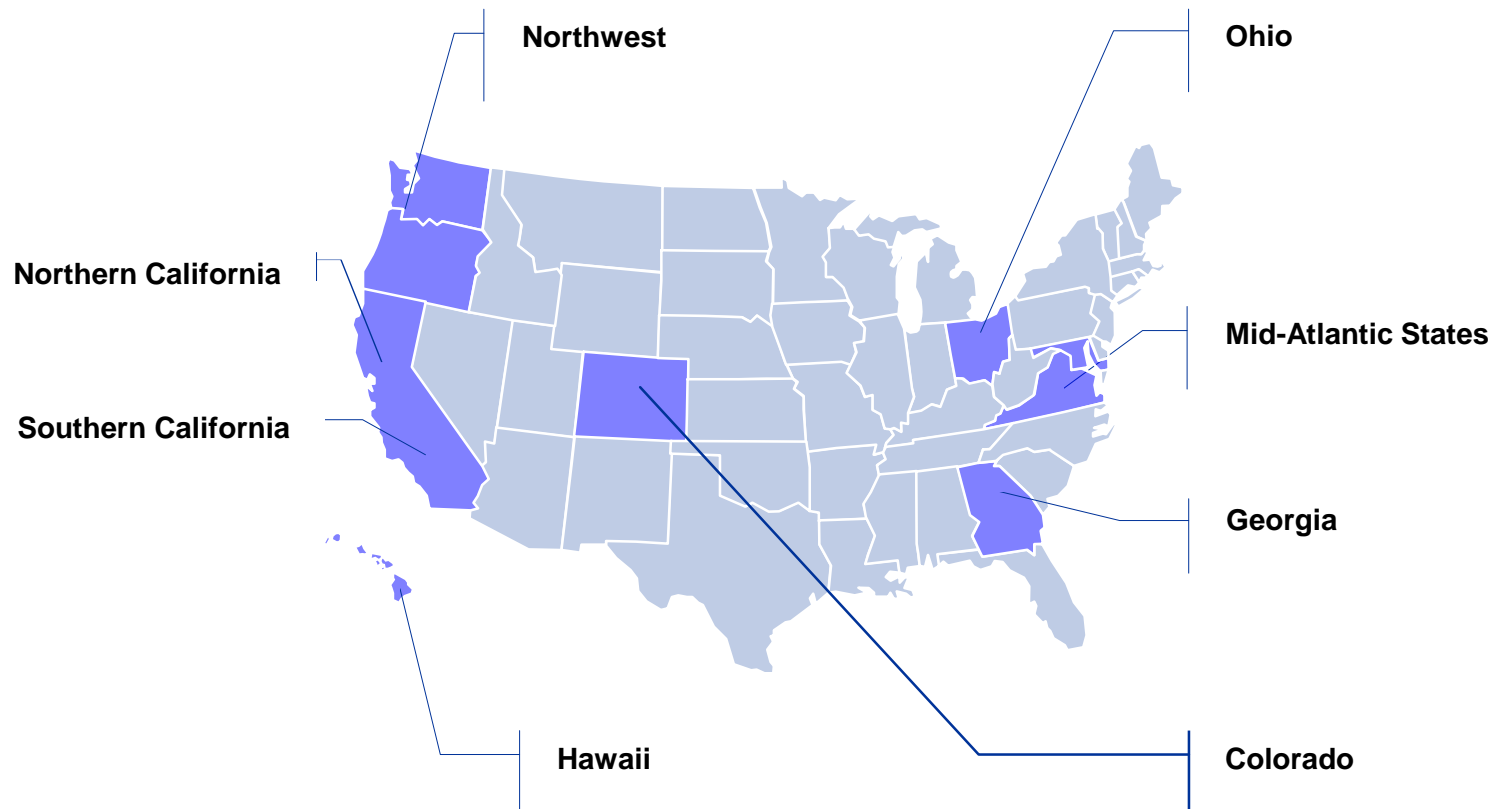 Northwest
Ohio
Northern California
Mid-Atlantic States
Southern California
Georgia
Hawaii
Colorado